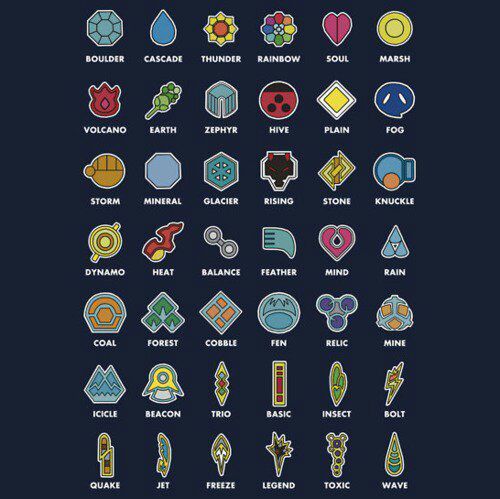 BOULDER CASCADE THUNDER RAINBOW SOUL MARSH
VOLCANO EARTH ZEPHYR HIVE PLAIN FOG
STORM MINERAL GLACIER RISING STONE KNUCKLE
DYNAMO HEAT BALANCE FEATHER MIND RAIN
COAL FOREST COBBLE FEN RELIC MINE
ICICLE BEACON TRIO BASIC INSECT BOLT
QUAKE JET FREEZE LEGEND TOXIC WAVE